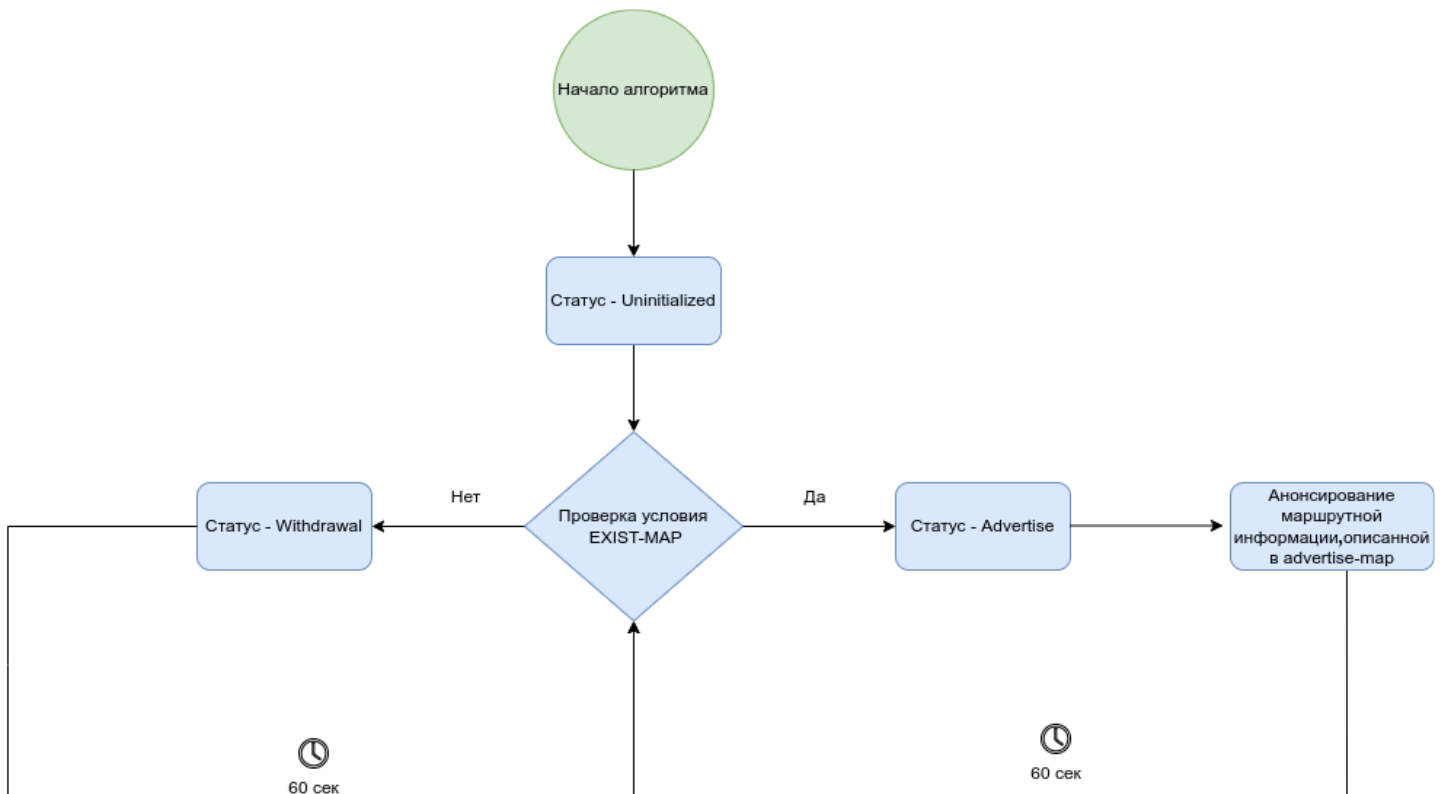 Начало алгоритма
Статус - Uninitialized
Нет
Да
Статус - Withdrawal
Проверка условия
EXIST-MAP
Статус - Advertise
Анонсирование
маршрутной
информации,описанной
в advertise-map
60 сек
60 сек